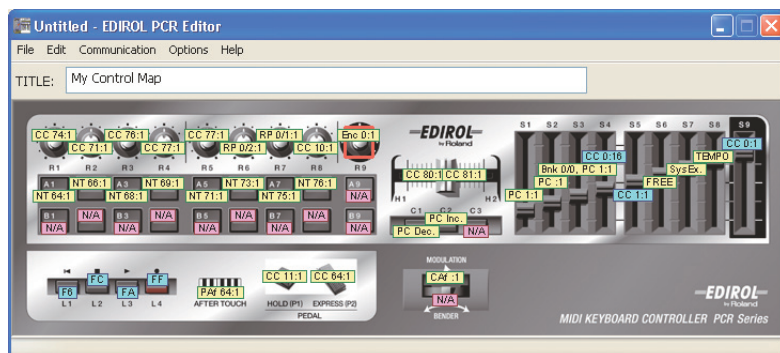 Untitled - EDIROL PCR Editor
File Edit Communication Options Help
TITLE: My Control Map
CC 74:1 CC 76:1 CC 77:1 RP 0/1:1 Enc 0:1
CC 71:1 CC 77:1 RP 0/2:1 CC 10:1
R1 R2 R3 R4 R5 R6 R7 R8 R9
A1 NT 66:1 A3 NT 69:1 A5 NT 73:1 A7 NT 76:1 A9
NT 64:1 NT 68:1 NT 71:1 NT 75:1 N/A
B1 N/A B3 N/A B5 N/A B7 N/A B9
N/A N/A N/A N/A N/A
EDIROL
by Roland
CC 80:1 CC 81:1
H1 H2
C1 C2 C3
PC Inc.
PC Dec. N/A
S1 S2 S3 S4 S5 S6 S7 S8 S9
CC 0:1
CC 0:16 TEMPO
Bnk 0/0, PC 1:1 SysEx.
PC :1 FREE
PC 1:1 CC 1:1
F6 FC FA FF
L1 L2 L3 L4
PAf 64:1
AFTER TOUCH
CC 11:1 CC 64:1
HOLD (P1) EXPRESS (P2)
PEDAL
MODULATION
CAf :1
N/A
BENDER
EDIROL
by Roland
MIDI KEYBOARD CONTROLLER PCR Series